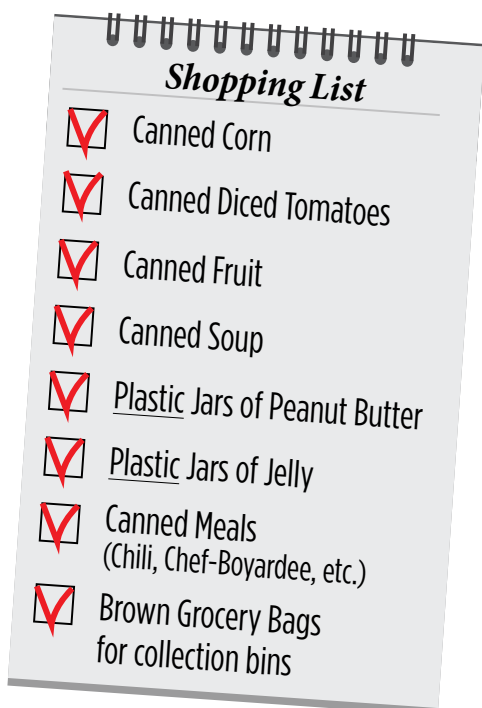 Shopping List
Canned Corn
Canned Diced Tomatoes
Canned Fruit
Canned Soup
Plastic Jars of Peanut Butter
Plastic Jars of Jelly
Canned Meals
(Chili, Chef-Boyardee, etc.)
Brown Grocery Bags
for collection bins